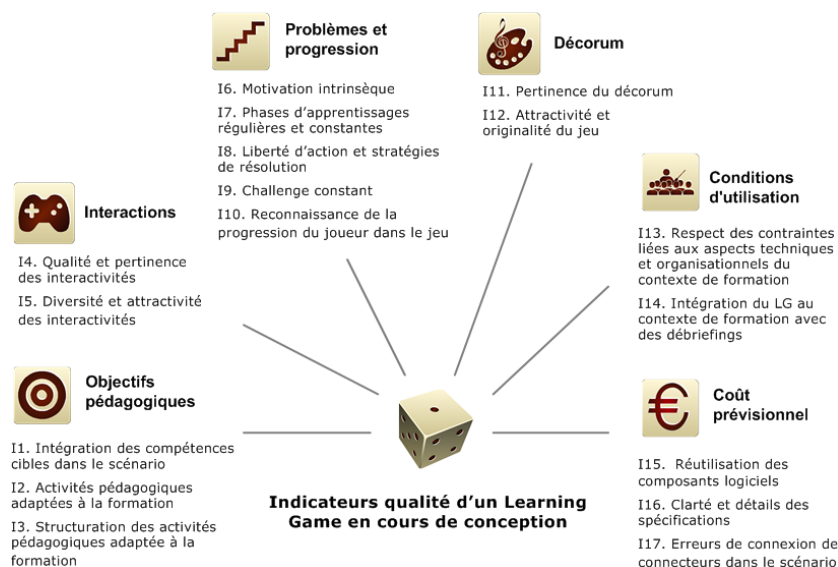 Problèmes et
progression
I6. Motivation intrinsèque
I7. Phases d'apprentissages
régulières et constantes
I8. Liberté d'action et stratégies
de résolution
I9. Challenge constant
I10. Reconnaissance de la
progression du joueur dans le jeu
Décorum
I11. Pertinence du décorum
I12. Attractivité et
originalité du jeu
Interactions
I4. Qualité et pertinence
des interactivités
I5. Diversité et attractivité
des interactivités
Conditions
d'utilisation
I13. Respect des contraintes
liées aux aspects techniques
et organisationnels du
contexte de formation
I14. Intégration du LG au
contexte de formation avec
des débriefings
Objectifs
pédagogiques
I1. Intégration des compétences
cibles dans le scénario
I2. Activités pédagogiques
adaptées à la formation
I3. Structuration des activités
pédagogiques adaptée à la
formation
Coût
prévisionnel
I15. Réutilisation des
composants logiciels
I16. Clarté et détails des
spécifications
I17. Erreurs de connexion de
connecteurs dans le scénario
Indicateurs qualité d'un Learning
Game en cours de conception